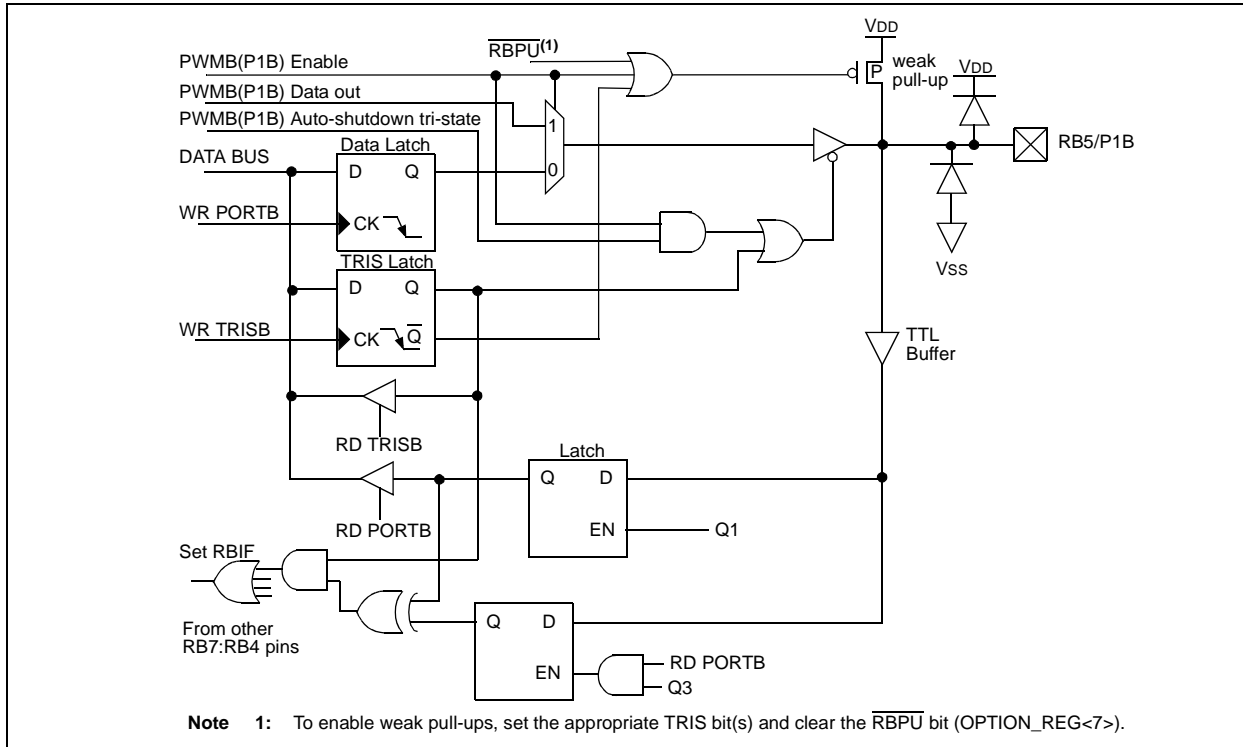 VDD
RBPU(1)
PWMB(P1B) Enable
P
weak
pull-up
VDD
PWMB(P1B) Data out
1
PWMB(P1B) Auto-shutdown tri-state
Data Latch
RB5/P1B
DATA BUS
D Q
0
WR PORTB
CK
VSS
TRIS Latch
D Q
WR TRISB
CK Q
TTL
Buffer
RD TRISB
Latch
Q D
RD PORTB
EN
Q1
Set RBIF
From other
RB7:RB4 pins
Q D
EN
RD PORTB
Q3
Note 1: To enable weak pull-ups, set the appropriate TRIS bit(s) and clear the RBPU bit (OPTION_REG<7>).